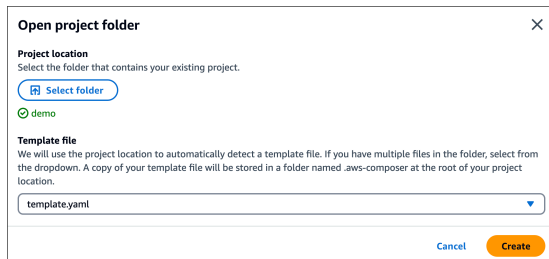 Open project folder
Project location
Select the folder that contains your existing project.
Select folder
demo
Template file
We will use the project location to automatically detect a template file. If you have multiple files in the folder, select from
the dropdown. A copy of your template file will be stored in a folder named .aws-composer at the root of your project
location.
template.yaml
Cancel Create